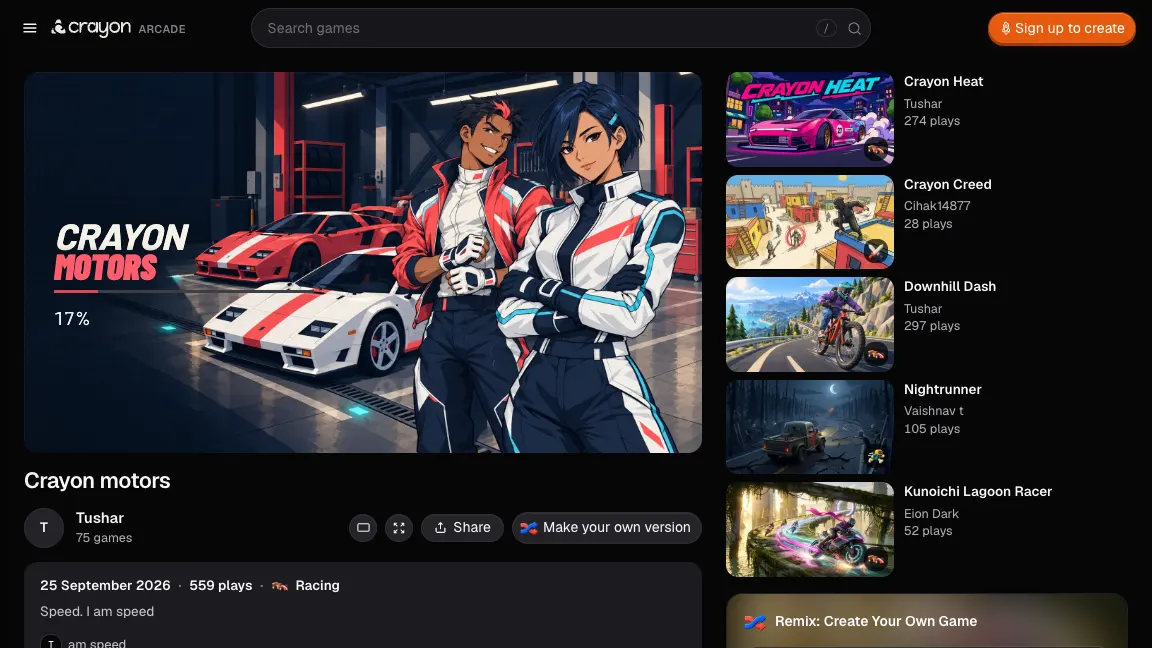 crayon ARCADE
Search games
/
Sign up to create
CRAYON
MOTORS
17%
Crayon motors
T
Tushar
75 games
Share
Make your own version
25 September 2026 · 559 plays · Racing
Speed. I am speed
T am speed
CRAYON HEAT
Crayon Heat
Tushar
274 plays
Crayon Creed
Cihak14877
28 plays
Downhill Dash
Tushar
297 plays
Nightrunner
Vaishnav t
105 plays
Kunoichi Lagoon Racer
Eion Dark
52 plays
Remix: Create Your Own Game